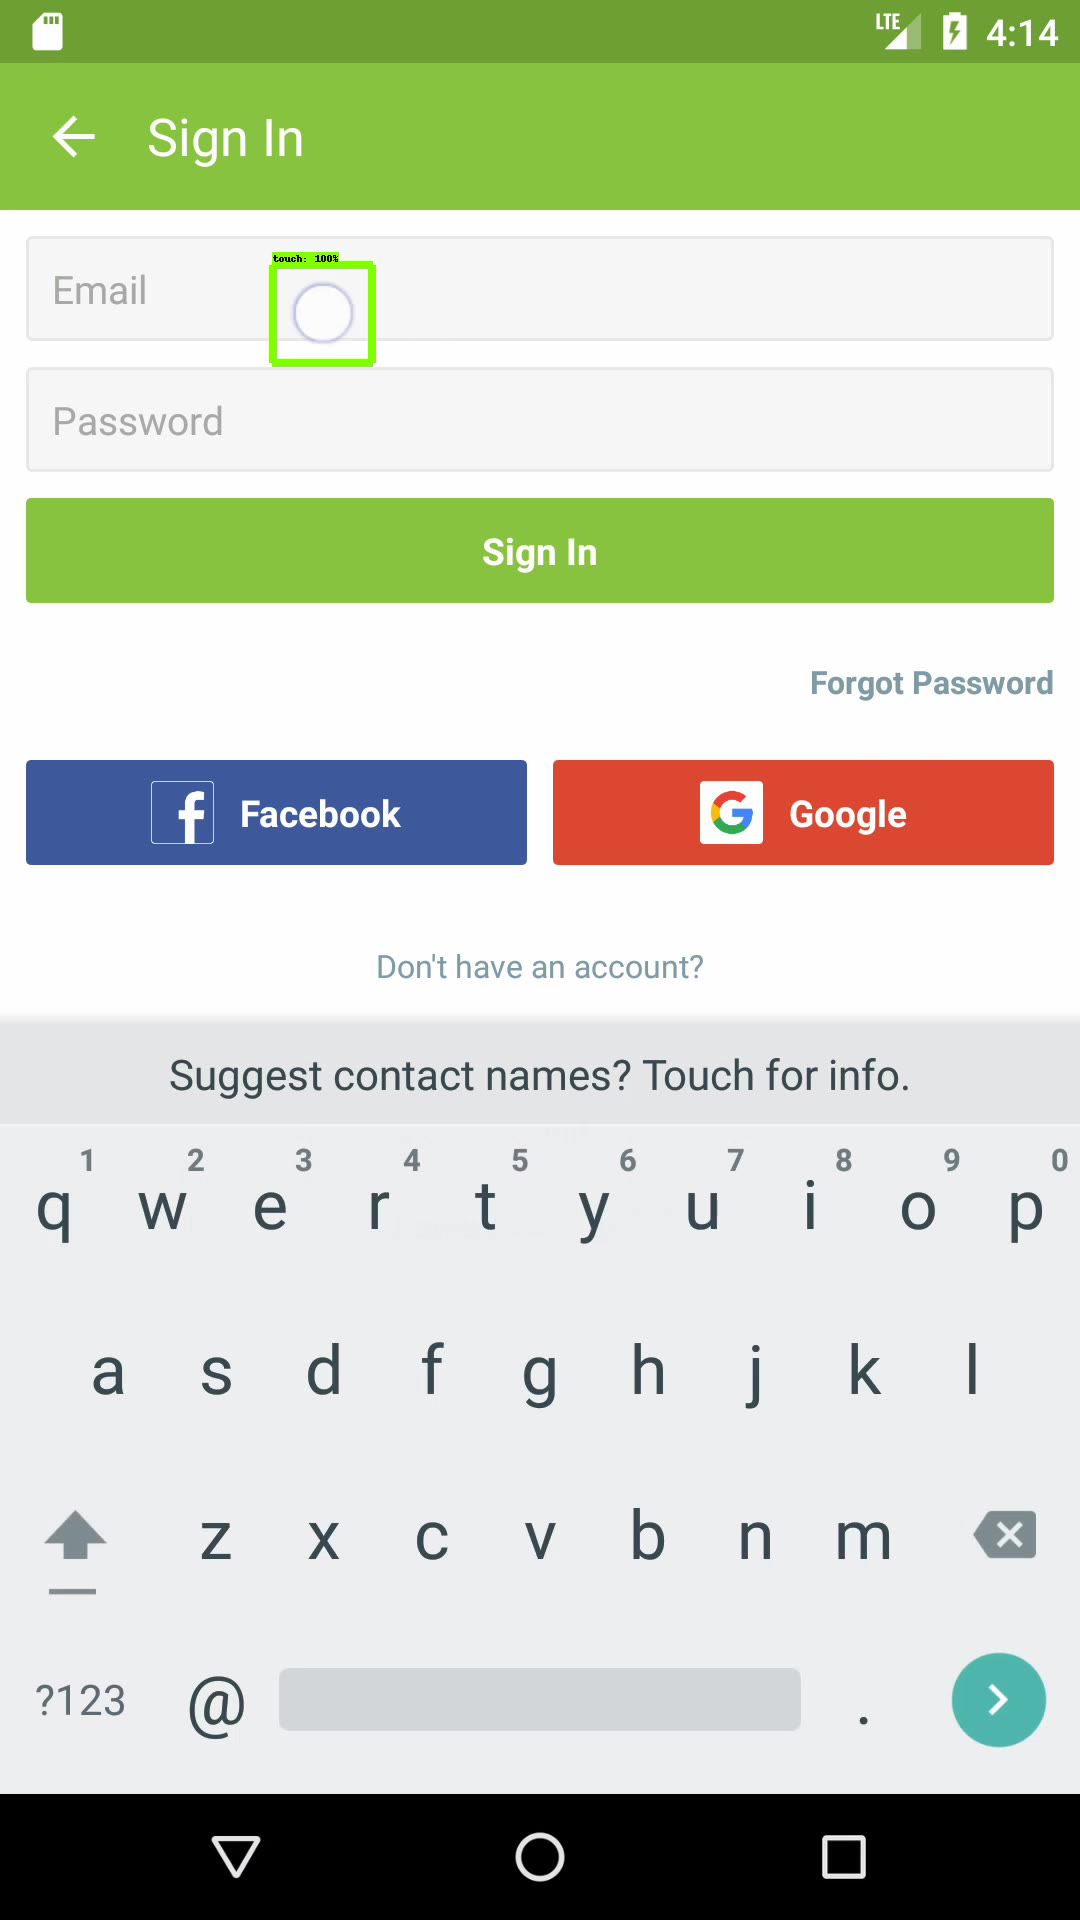 LTE 4:14
Sign In
touch: 100%
Email
Password
Sign In
Forgot Password
Facebook Google
Don't have an account?
Suggest contact names? Touch for info.
1 2 3 4 5 6 7 8 9 0
q w e r t y u i o p
a s d f g h j k l
z x c v b n m
?123 @ .